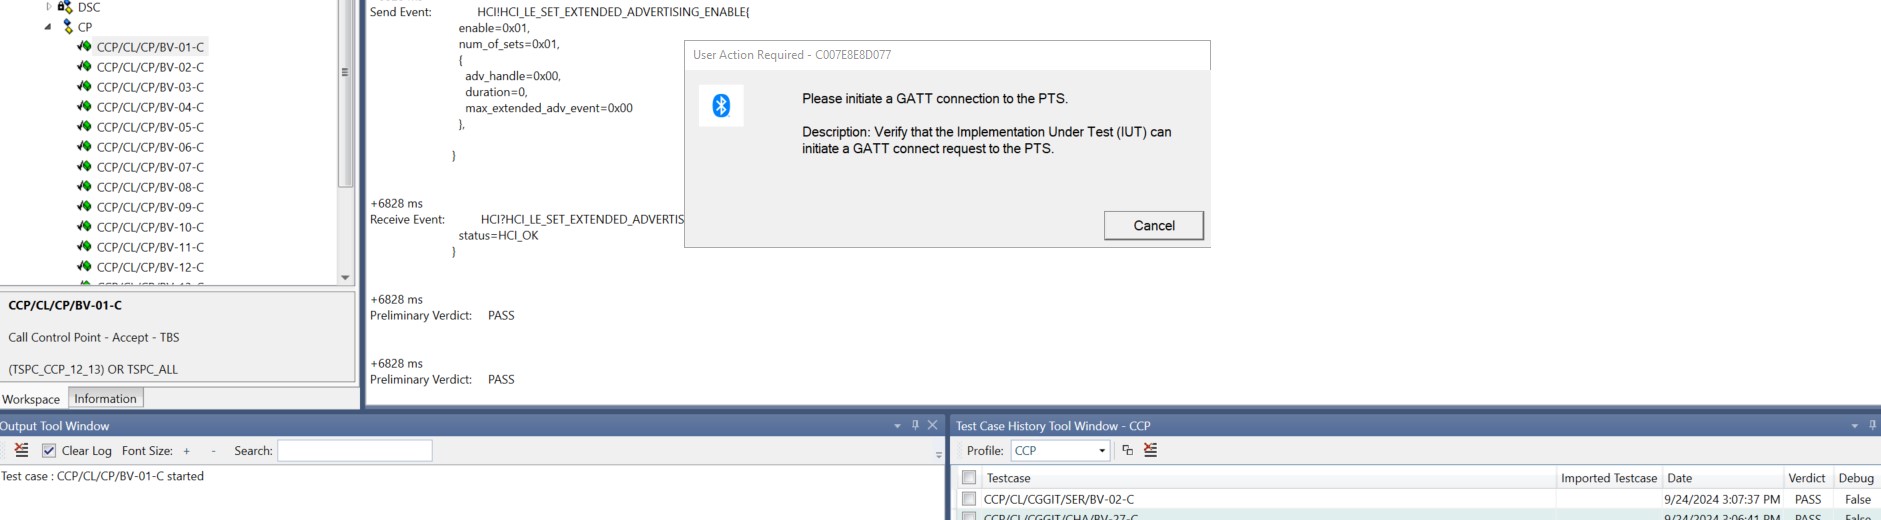 DSC
CP
CCP/CL/CP/BV-01-C
CCP/CL/CP/BV-02-C
CCP/CL/CP/BV-03-C
CCP/CL/CP/BV-04-C
CCP/CL/CP/BV-05-C
CCP/CL/CP/BV-06-C
CCP/CL/CP/BV-07-C
CCP/CL/CP/BV-08-C
CCP/CL/CP/BV-09-C
CCP/CL/CP/BV-10-C
CCP/CL/CP/BV-11-C
CCP/CL/CP/BV-12-C
CCP/CL/CP/BV-01-C
Call Control Point - Accept - TBS
(TSPC_CCP_12_13) OR TSPC_ALL
Workspace Information
+6828 ms
Send Event: HCI!HCI_LE_SET_EXTENDED_ADVERTISING_ENABLE{
enable=0x01,
num_of_sets=0x01,
{
adv_handle=0x00,
duration=0,
max_extended_adv_event=0x00
},
}
+6828 ms
Receive Event: HCI?HCI_LE_SET_EXTENDED_ADVERTIS
status=HCI_OK
}
+6828 ms
Preliminary Verdict: PASS
+6828 ms
Preliminary Verdict: PASS
User Action Required - C007E8E8D077
Please initiate a GATT connection to the PTS.
Description: Verify that the Implementation Under Test (IUT) can
initiate a GATT connect request to the PTS.
Cancel
Output Tool Window
Clear Log Font Size: + - Search:
Test case : CCP/CL/CP/BV-01-C started
Test Case History Tool Window - CCP
Profile: CCP
Testcase Imported Testcase Date Verdict Debug
CCP/CL/CGGIT/SER/BV-02-C 9/24/2024 3:07:37 PM PASS False
CCP/CL/CGGIT/CHA/BV-27-C 9/24/2024 3:06:41 PM PASS False